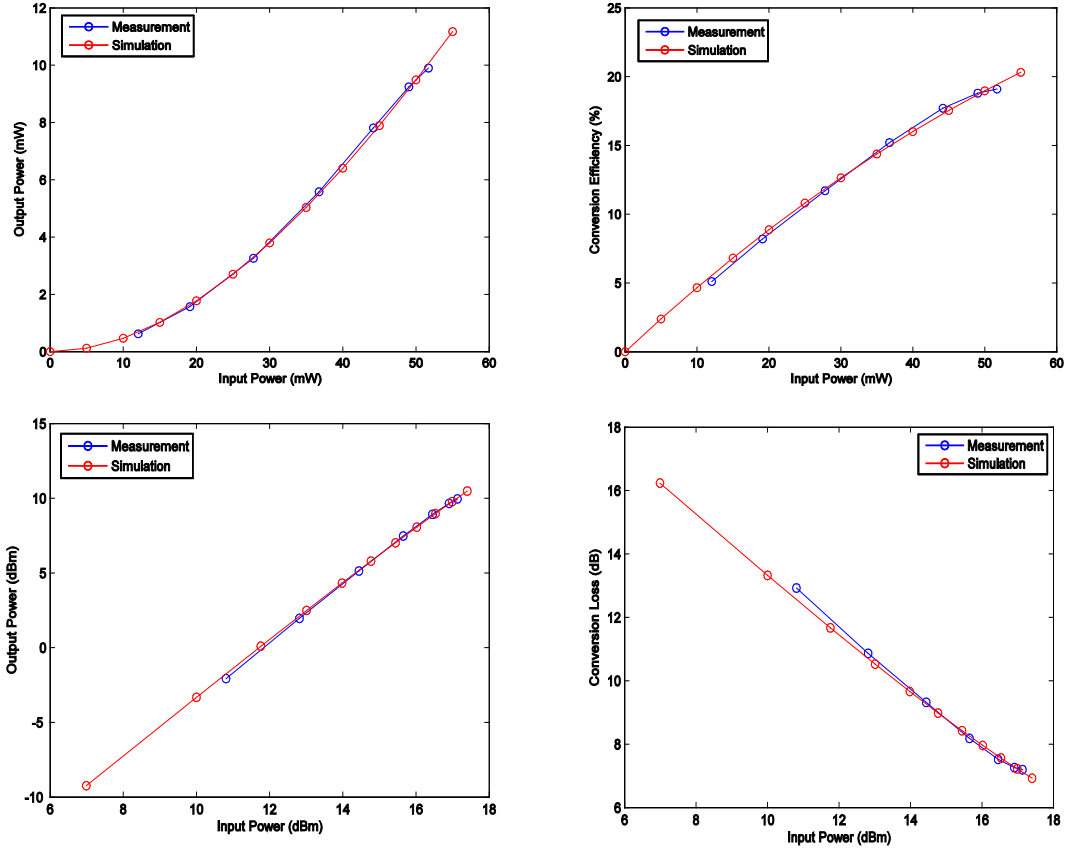 12
10
8
6
4
2
0
Output Power (mW)
Measurement
Simulation
0 10 20 30 40 50 60
Input Power (mW)
25
20
15
10
5
0
Conversion Efficiency (%)
Measurement
Simulation
0 10 20 30 40 50 60
Input Power (mW)
15
10
5
0
-5
-10
Output Power (dBm)
Measurement
Simulation
6 8 10 12 14 16 18
Input Power (dBm)
18
16
14
12
10
8
6
Conversion Loss (dB)
Measurement
Simulation
6 8 10 12 14 16 18
Input Power (dBm)